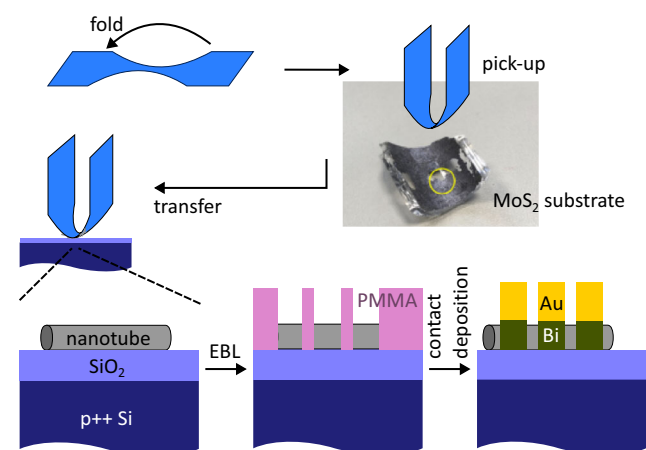 fold
pick-up
MoS₂ substrate
transfer
nanotube
SiO₂
p++ Si
EBL
PMMA
contact
deposition
Au
Bi